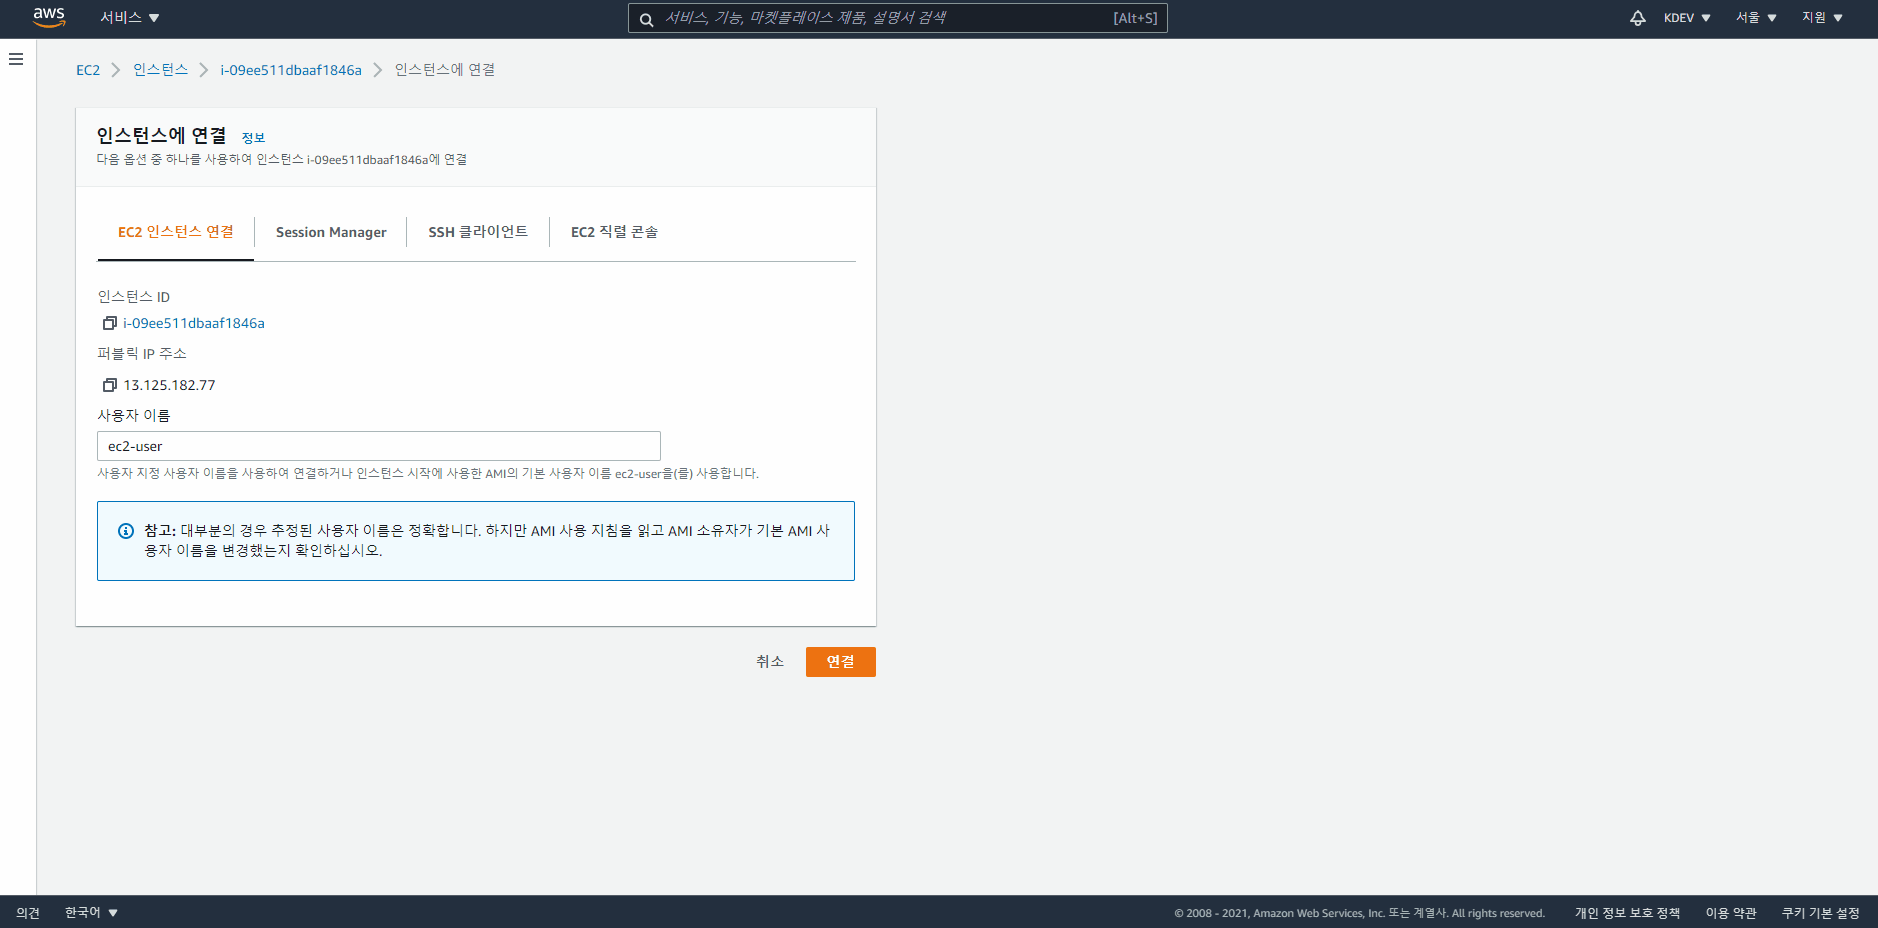 aws 서비스 서비스, 기능, 마켓플레이스 제품, 설명서 검색 [Alt+S] KDEV 서울 지원
EC2 인스턴스 i-09ee511dbaaf1846a 인스턴스에 연결
인스턴스에 연결 정보
다음 옵션 중 하나를 사용하여 인스턴스 i-09ee511dbaaf1846a에 연결
EC2 인스턴스 연결 Session Manager SSH 클라이언트 EC2 직렬 콘솔
인스턴스 ID
i-09ee511dbaaf1846a
퍼블릭 IP 주소
13.125.182.77
사용자 이름
ec2-user
사용자 지정 사용자 이름을 사용하여 연결하거나 인스턴스 시작에 사용한 AMI의 기본 사용자 이름 ec2-user을(를) 사용합니다.
참고: 대부분의 경우 추정된 사용자 이름은 정확합니다. 하지만 AMI 사용 지침을 읽고 AMI 소유자가 기본 AMI 사
용자 이름을 변경했는지 확인하십시오.
취소 연결
의견 한국어 © 2008 - 2021, Amazon Web Services, Inc. 또는 계열사. All rights reserved. 개인 정보 보호 정책 이용 약관 쿠키 기본 설정